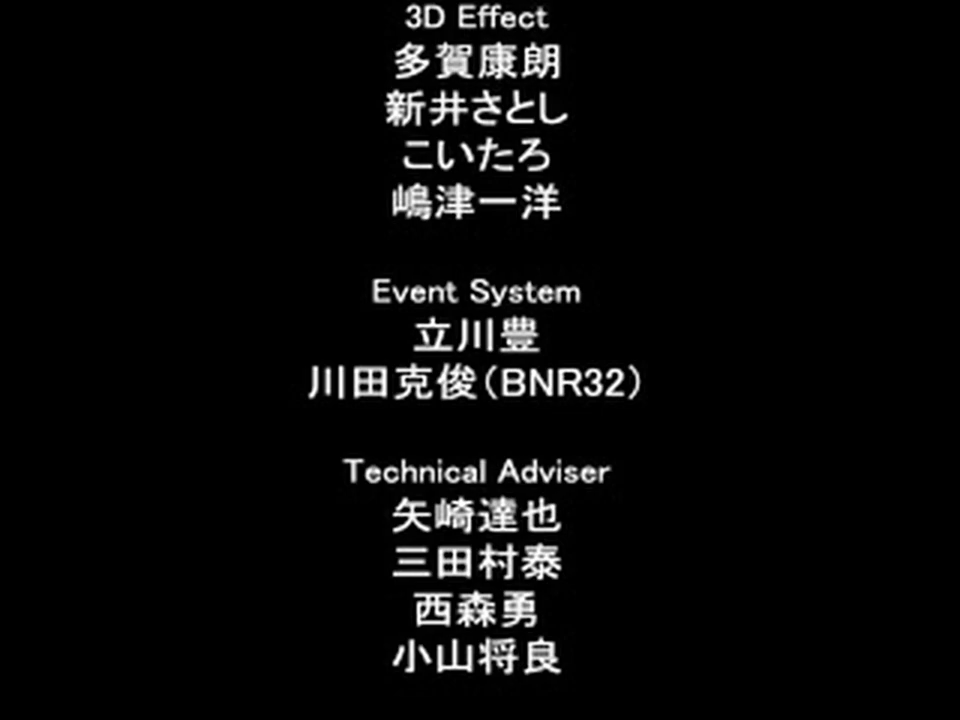 3D Effect
多賀康朗
新井さとし
こいたろ
嶋津一洋
Event System
立川豊
川田克俊（BNR32）
Technical Adviser
矢崎達也
三田村泰
西森勇
小山将良